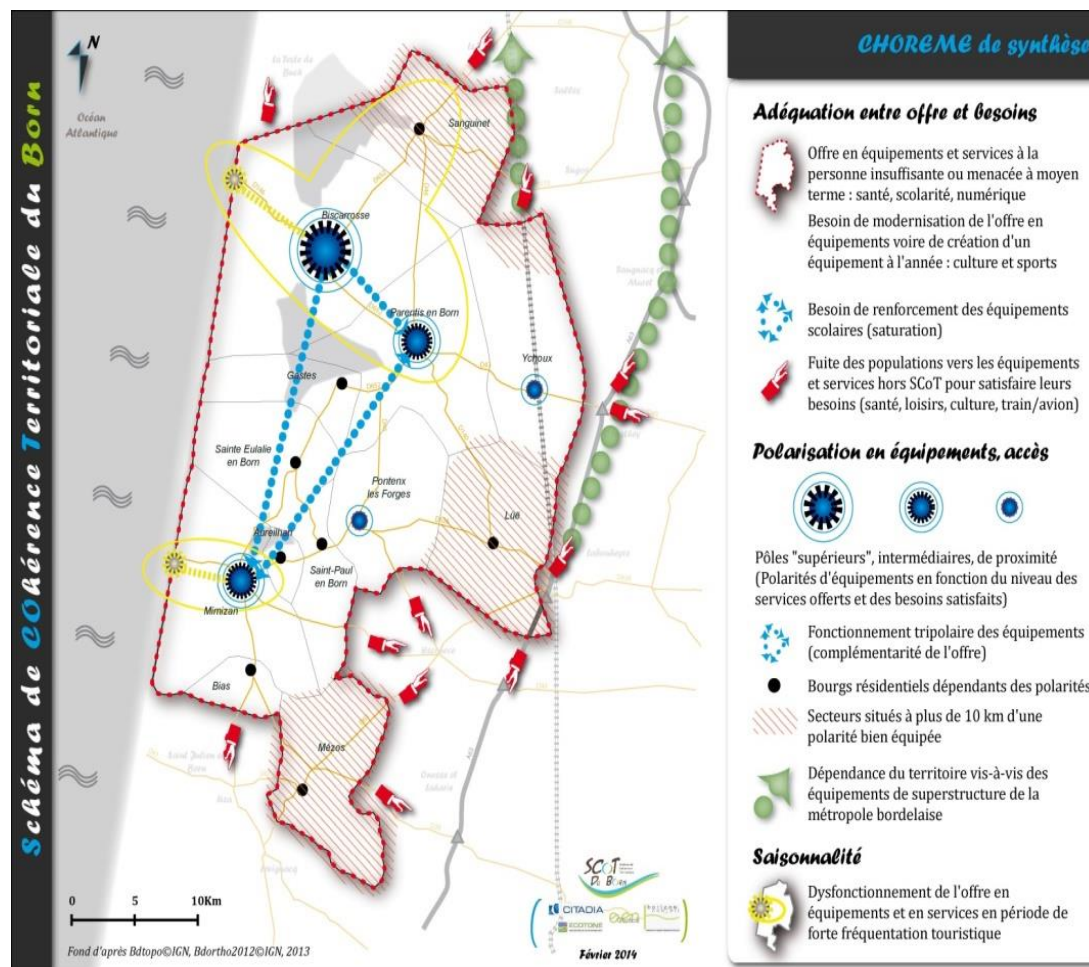 Schéma de COhérence Territoriale du Born
N
Océan
Atlantique
la Teste de Buch
Sanguinet
Biscarrosse
Parentis en Born
Ychoux
Gastes
Sainte Eulalie
en Born
Pontenx
les Forges
Lüe
Aureilhan
Saint-Paul
en Born
Mimizan
Bias
Mézos
0 5 10Km
Fond d'après Bdtopo©IGN, Bdortho2012©IGN, 2013
SCOT
Du Born
CITADIA
ECOTONE
Février 2014
CHOREME de synthèse
Adéquation entre offre et besoins
Offre en équipements et services à la
personne insuffisante ou menacée à moyen
terme : santé, scolarité, numérique
Besoin de modernisation de l'offre en
équipements voire de création d'un
équipement à l'année : culture et sports
Besoin de renforcement des équipements
scolaires (saturation)
Fuite des populations vers les équipements
et services hors SCoT pour satisfaire leurs
besoins (santé, loisirs, culture, train/avion)
Polarisation en équipements, accès
Pôles "supérieurs", intermédiaires, de proximité
(Polarités d'équipements en fonction du niveau des
services offerts et des besoins satisfaits)
Fonctionnement tripolaire des équipements
(complémentarité de l'offre)
Bourgs résidentiels dépendants des polarités
Secteurs situés à plus de 10 km d'une
polarité bien équipée
Dépendance du territoire vis-à-vis des
équipements de superstructure de la
métropole bordelaise
Saisonnalité
Dysfonctionnement de l'offre en
équipements et en services en période de
forte fréquentation touristique